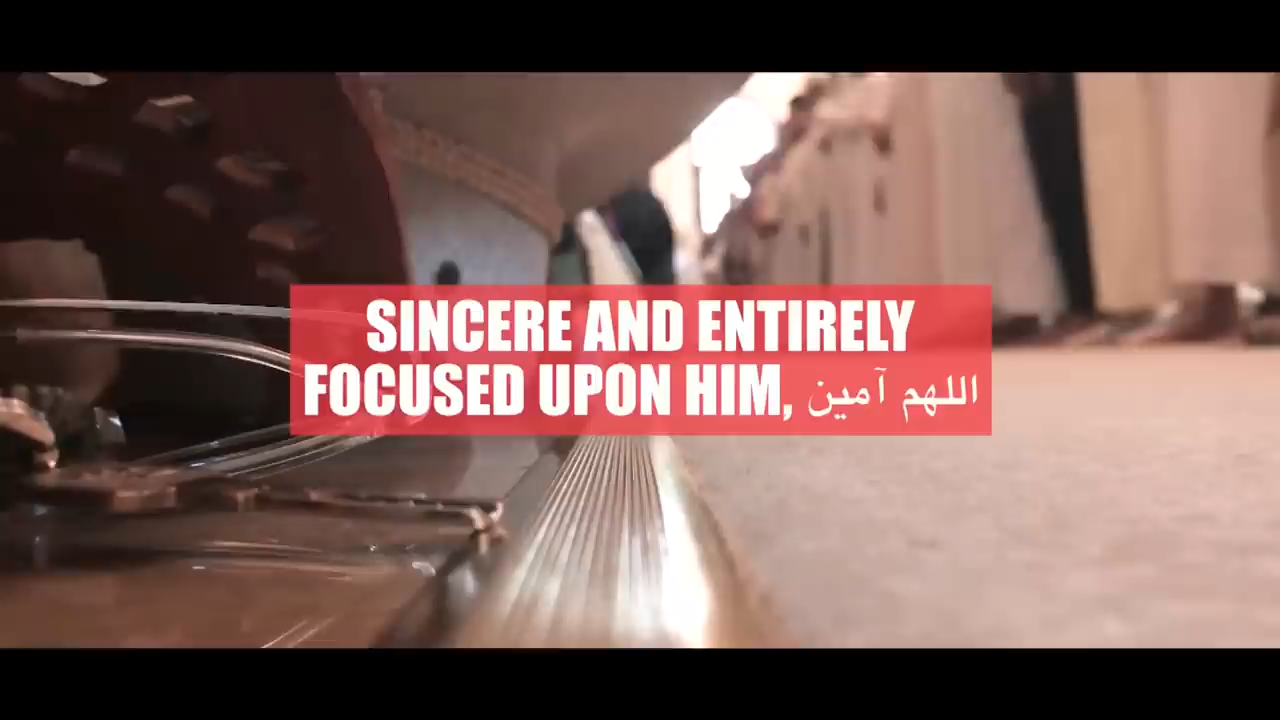 SINCERE AND ENTIRELY
FOCUSED UPON HIM, اللهم آمين